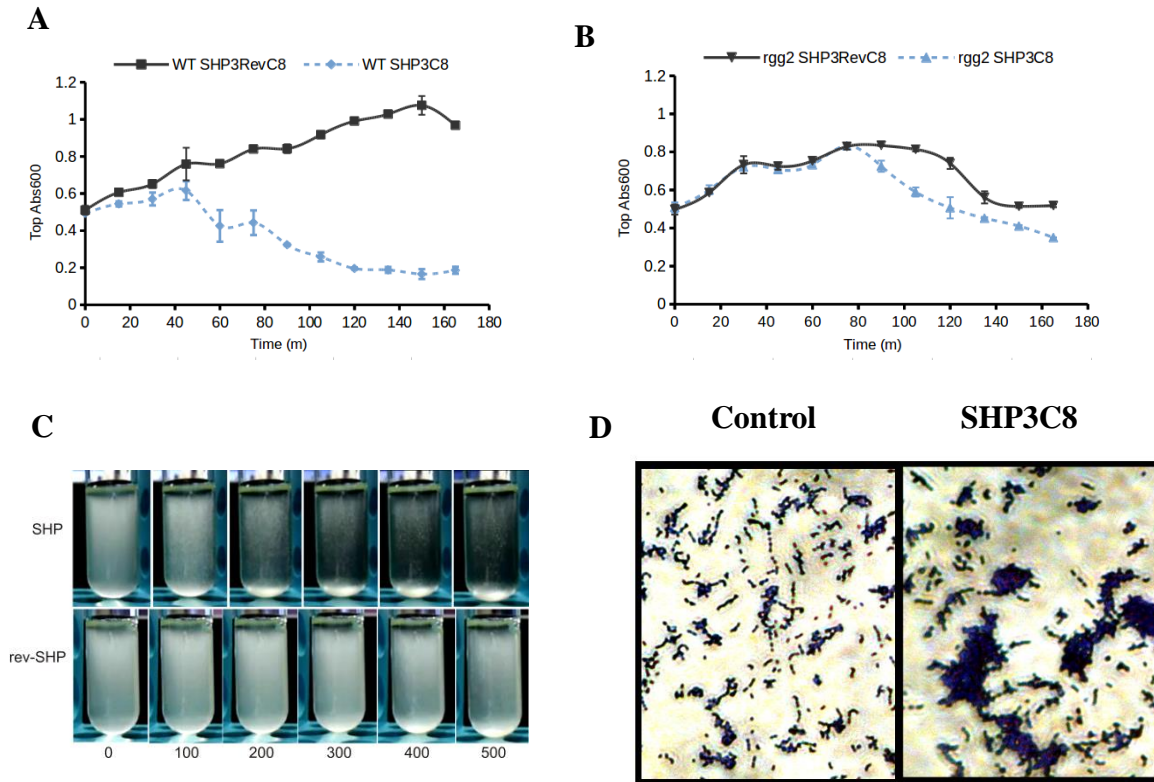 A
WT SHP3RevC8 WT SHP3C8
1.2
1
0.8
0.6
0.4
0.2
0
Top Abs600
0 20 40 60 80 100 120 140 160 180
Time (m)
B
rgg2 SHP3RevC8 rgg2 SHP3C8
1.2
1
0.8
0.6
0.4
0.2
0
Top Abs600
0 20 40 60 80 100 120 140 160 180
Time (m)
C
SHP
rev-SHP
0 100 200 300 400 500
D
Control SHP3C8